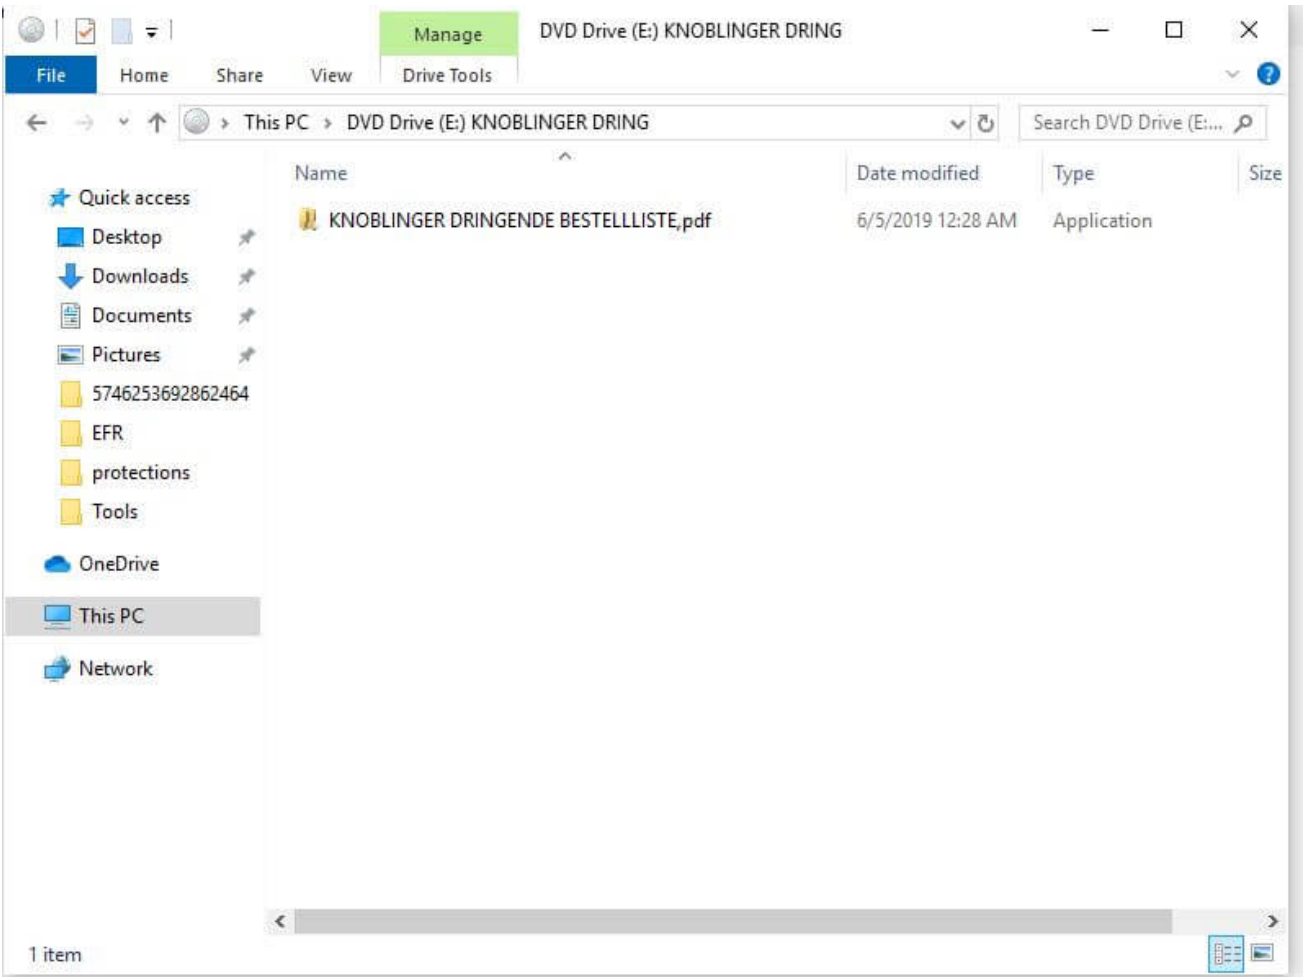 Manage DVD Drive (E:) KNOBLINGER DRING
File Home Share View Drive Tools
This PC DVD Drive (E:) KNOBLINGER DRING Search DVD Drive (E:...
Name Date modified Type Size
Quick access
KNOBLINGER DRINGENDE BESTELLLISTE,pdf 6/5/2019 12:28 AM Application
Desktop
Downloads
Documents
Pictures
5746253692862464
EFR
protections
Tools
OneDrive
This PC
Network
1 item